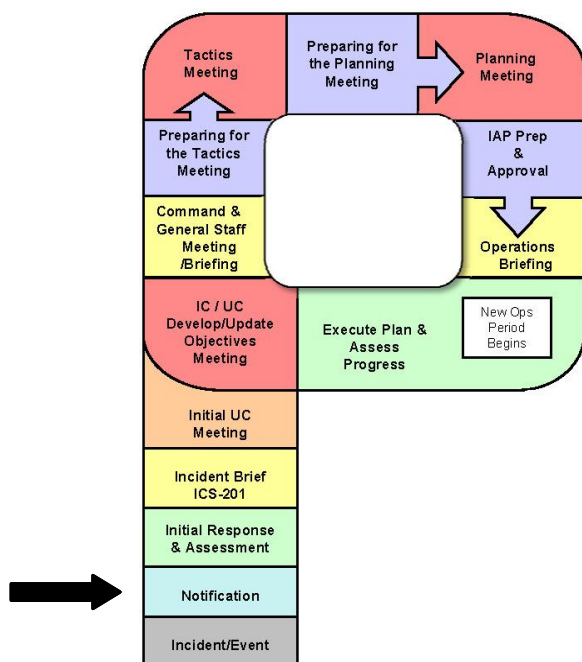 Tactics
Meeting
Preparing for
the Planning
Meeting
Planning
Meeting
Preparing for
the Tactics
Meeting
IAP Prep
&
Approval
Command &
General Staff
Meeting
/Briefing
Operations
Briefing
IC / UC
Develop/Update
Objectives
Meeting
Execute Plan &
Assess
Progress
New Ops
Period
Begins
Initial UC
Meeting
Incident Brief
ICS-201
Initial Response
& Assessment
Notification
Incident/Event